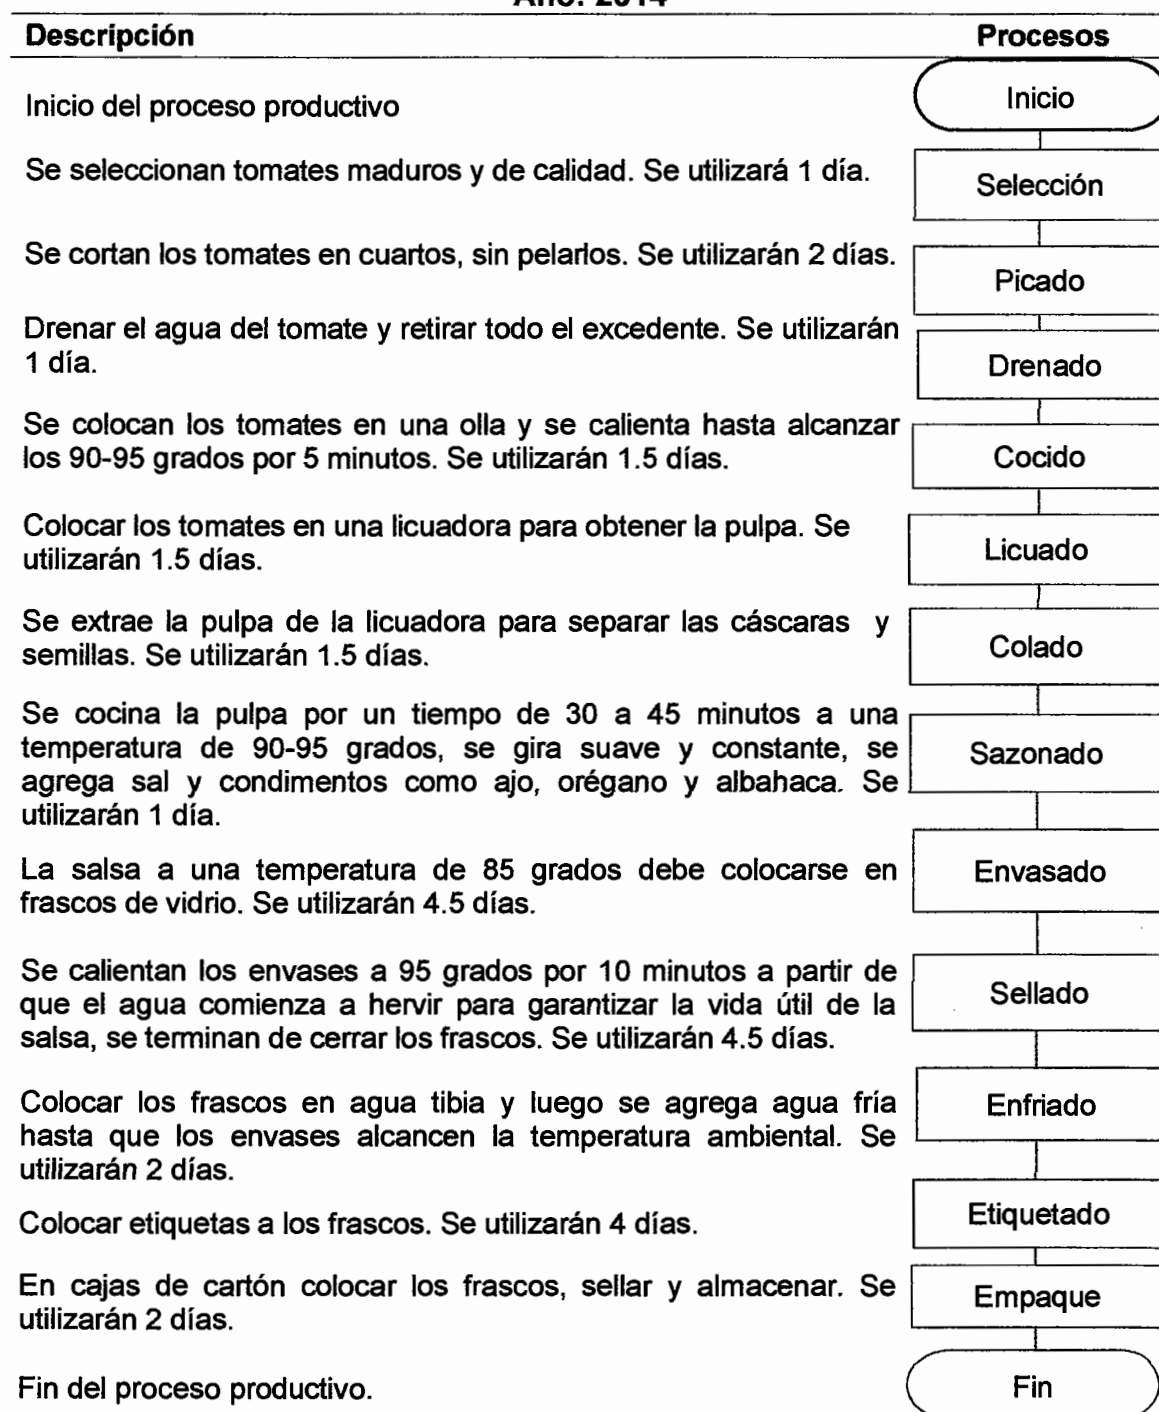 Año: 2014
Descripción
Procesos
Inicio del proceso productivo
Inicio
Se seleccionan tomates maduros y de calidad. Se utilizará 1 día.
Selección
Se cortan los tomates en cuartos, sin pelarlos. Se utilizarán 2 días.
Picado
Drenar el agua del tomate y retirar todo el excedente. Se utilizarán
1 día.
Drenado
Se colocan los tomates en una olla y se calienta hasta alcanzar
los 90-95 grados por 5 minutos. Se utilizarán 1.5 días.
Cocido
Colocar los tomates en una licuadora para obtener la pulpa. Se
utilizarán 1.5 días.
Licuado
Se extrae la pulpa de la licuadora para separar las cáscaras y
semillas. Se utilizarán 1.5 días.
Colado
Se cocina la pulpa por un tiempo de 30 a 45 minutos a una
temperatura de 90-95 grados, se gira suave y constante, se
agrega sal y condimentos como ajo, orégano y albahaca. Se
utilizarán 1 día.
Sazonado
La salsa a una temperatura de 85 grados debe colocarse en
frascos de vidrio. Se utilizarán 4.5 días.
Envasado
Se calientan los envases a 95 grados por 10 minutos a partir de
que el agua comienza a hervir para garantizar la vida útil de la
salsa, se terminan de cerrar los frascos. Se utilizarán 4.5 días.
Sellado
Colocar los frascos en agua tibia y luego se agrega agua fría
hasta que los envases alcancen la temperatura ambiental. Se
utilizarán 2 días.
Enfriado
Colocar etiquetas a los frascos. Se utilizarán 4 días.
Etiquetado
En cajas de cartón colocar los frascos, sellar y almacenar. Se
utilizarán 2 días.
Empaque
Fin del proceso productivo.
Fin